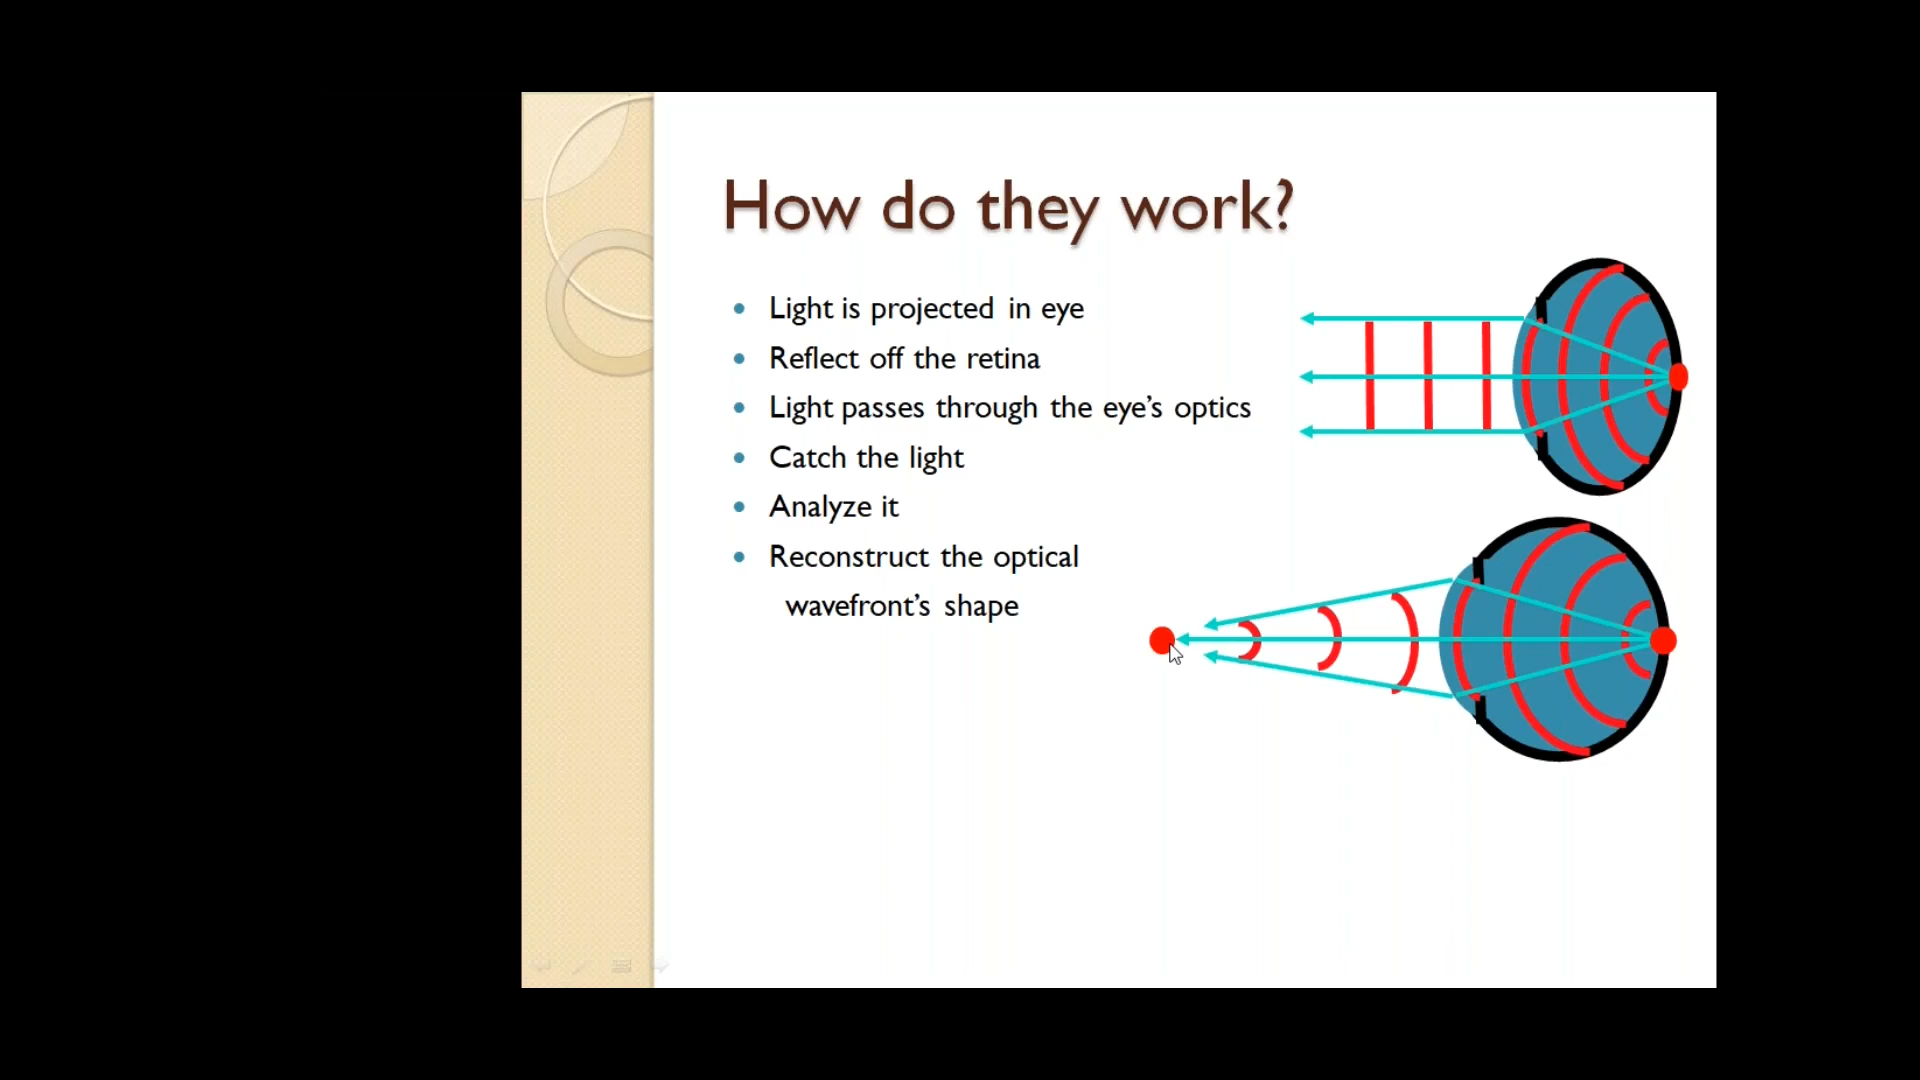 How do they work?
• Light is projected in eye
• Reflect off the retina
• Light passes through the eye’s optics
• Catch the light
• Analyze it
• Reconstruct the optical
wavefront’s shape